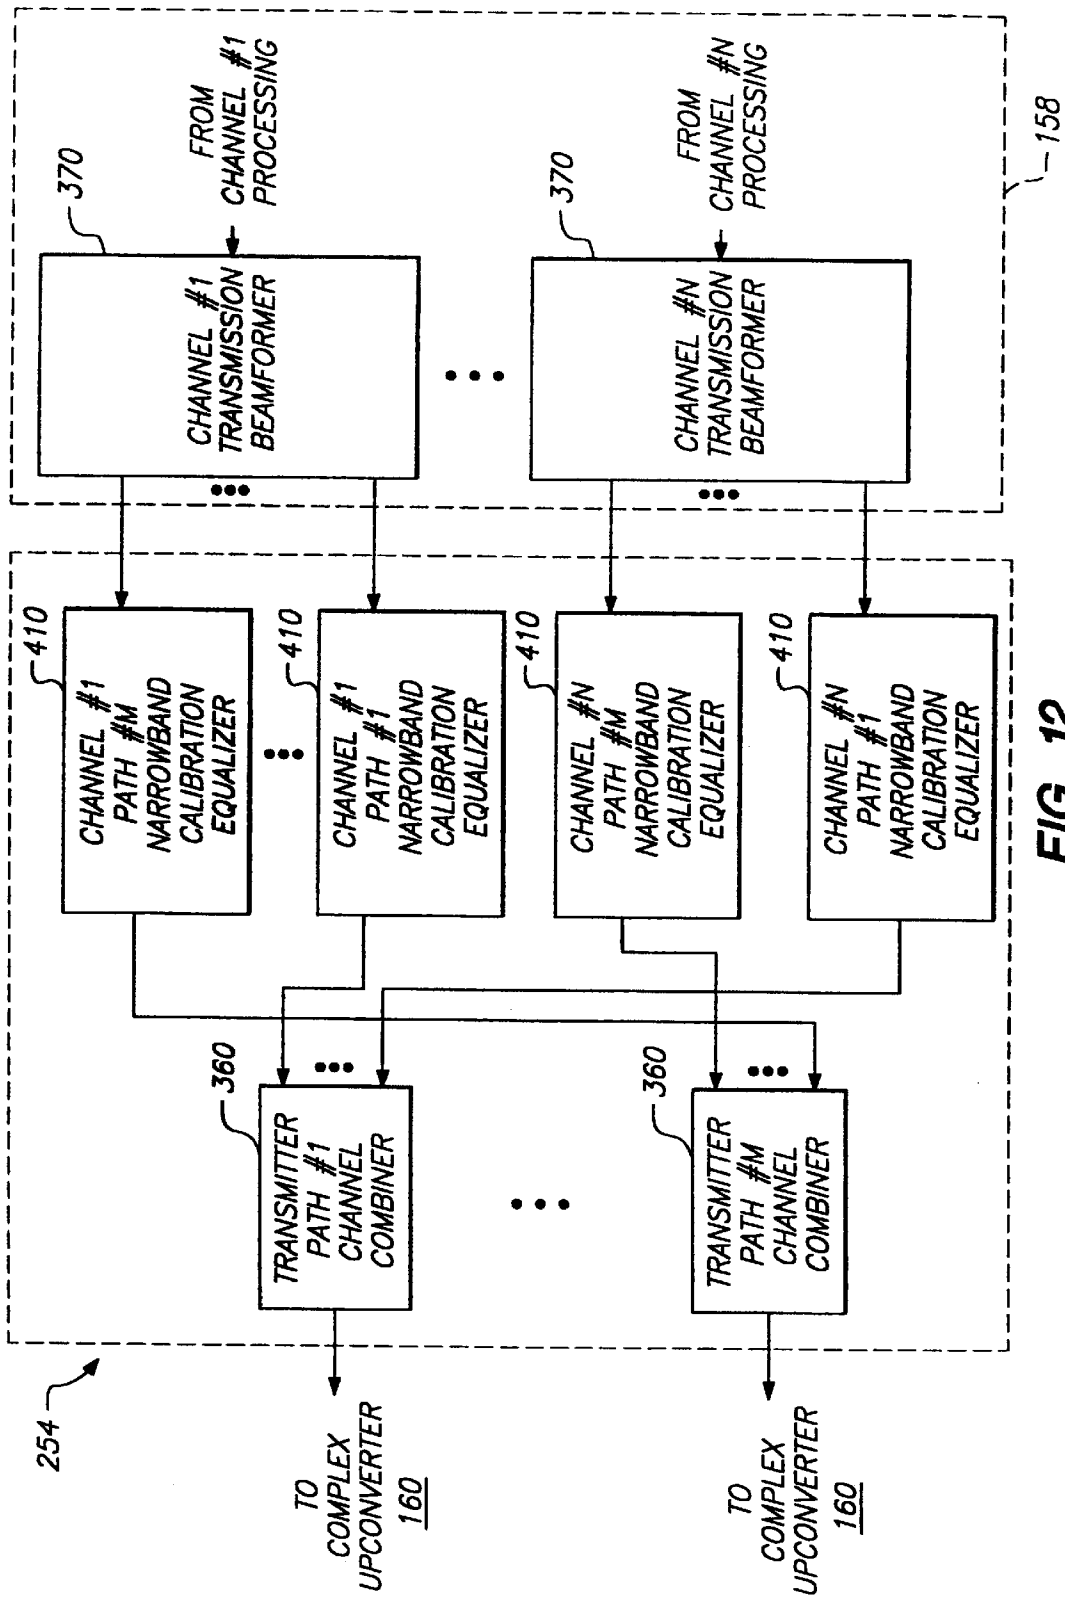 254
TO
COMPLEX
UPCONVERTER
160
TO
COMPLEX
UPCONVERTER
160
360
TRANSMITTER
PATH #1
CHANNEL
COMBINER
360
TRANSMITTER
PATH #M
CHANNEL
COMBINER
410
CHANNEL #1
PATH #M
NARROWBAND
CALIBRATION
EQUALIZER
410
CHANNEL #1
PATH #1
NARROWBAND
CALIBRATION
EQUALIZER
410
CHANNEL #N
PATH #M
NARROWBAND
CALIBRATION
EQUALIZER
410
CHANNEL #N
PATH #1
NARROWBAND
CALIBRATION
EQUALIZER
370
CHANNEL #1
TRANSMISSION
BEAMFORMER
370
CHANNEL #N
TRANSMISSION
BEAMFORMER
FROM
CHANNEL #1
PROCESSING
FROM
CHANNEL #N
PROCESSING
158
FIG. 12